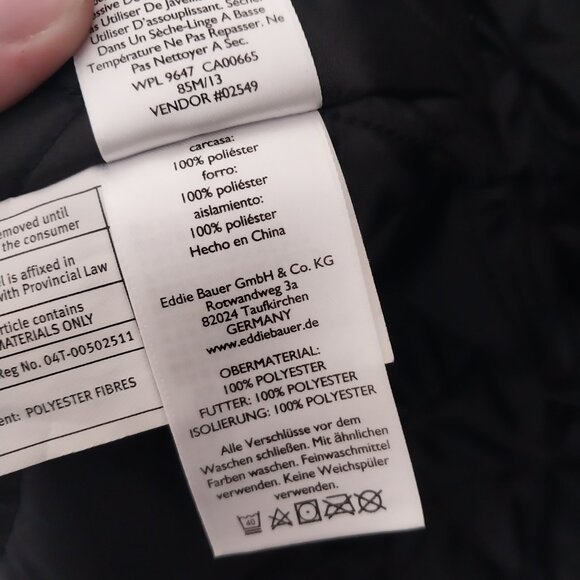 Utiliser D'assouplissant. Séche
Dans Un Sèche-Linge A Basse
Température Ne Pas Repasser. Ne
Pas Nettoyer A Sec.
WPL 9647 CA00665
85M/13
VENDOR #02549
carcasa:
100% poliéster
forro:
100% poliéster
aislamiento:
100% poliéster
Hecho en China
Eddie Bauer GmbH & Co. KG
Rotwandweg 3a
82024 Taufkirchen
GERMANY
www.eddiebauer.de
OBERMATERIAL:
100% POLYESTER
FUTTER: 100% POLYESTER
ISOLIERUNG: 100% POLYESTER
Alle Verschlüsse vor dem
Waschen schließen. Mit ähnlichen
Farben waschen. Feinwaschmittel
verwenden. Keine Weichspüler
verwenden.
40
emoved until
the consumer
l is affixed in
with Provincial Law
rticle contains
MATERIALS ONLY
Reg No. 04T-00502511
ent: POLYESTER FIBRES